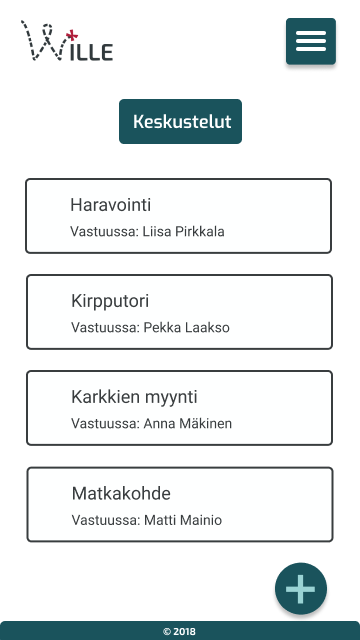 Wille
Keskustelut
Haravointi
Vastuussa: Liisa Pirkkala
Kirpputori
Vastuussa: Pekka Laakso
Karkkien myynti
Vastuussa: Anna Mäkinen
Matkakohde
Vastuussa: Matti Mainio
© 2018